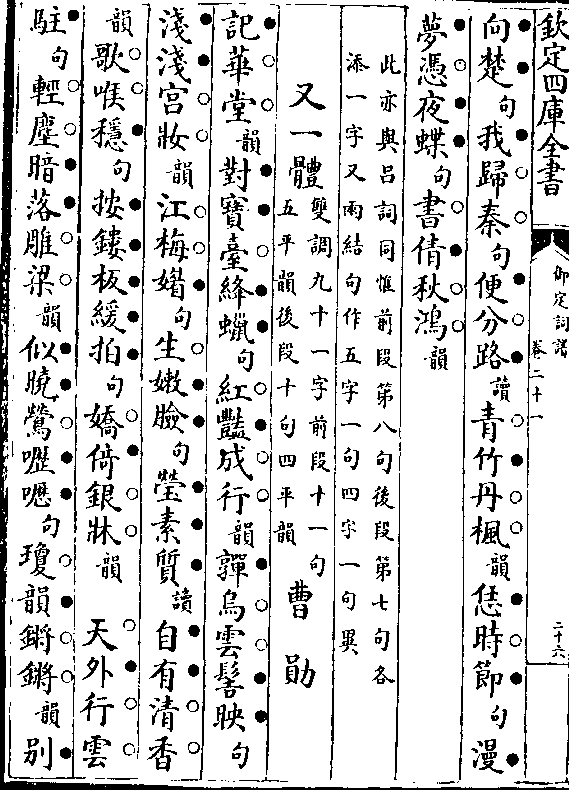 欽定四庫全書
御定詞譜
卷二十一
二十六
向楚句我歸秦句便分路讀青竹丹楓韻恁時節句漫
夢憑夜蝶句書倩秋鴻韻
此亦與呂詞同惟前段第八句後段第七句各
添一字又兩結句作五字一句四字一句異
又一體雙調九十一字前段十一句
五平韻後段十句四平韻
曹勛
記華堂韻對寶臺絳蠟句紅豔成行韻嚲烏雲髻映句
淺淺宮妝韻江梅媎句生嫩臉句瑩素質讀自有清香
韻歌喉穩句按鏤板緩拍句嬌倚銀牀韻 天外行雲
駐句輕塵暗落雕梁韻似曉鶯嚦嚦句瓊韻鏘鏘韻别